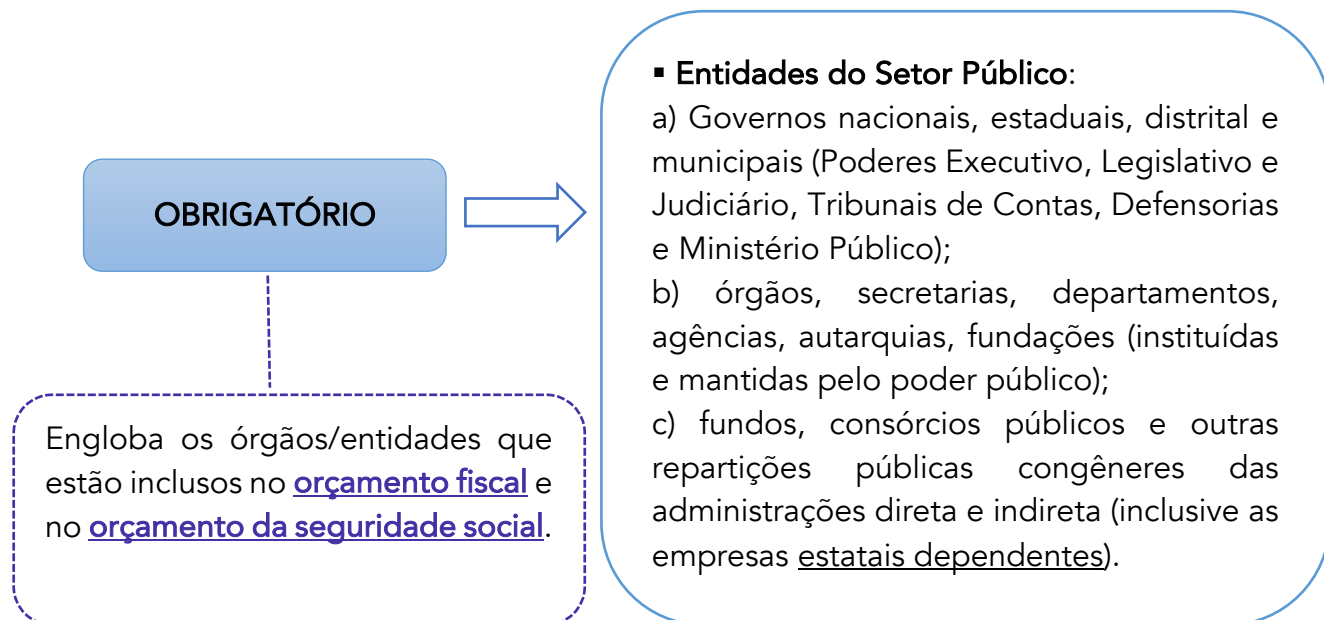 OBRIGATÓRIO
Engloba os órgãos/entidades que
estão inclusos no orçamento fiscal e
no orçamento da seguridade social.
▪ Entidades do Setor Público:
a) Governos nacionais, estaduais, distrital e
municipais (Poderes Executivo, Legislativo e
Judiciário, Tribunais de Contas, Defensorias
e Ministério Público);
b) órgãos, secretarias, departamentos,
agências, autarquias, fundações (instituídas
e mantidas pelo poder público);
c) fundos, consórcios públicos e outras
repartições públicas congêneres das
administrações direta e indireta (inclusive as
empresas estatais dependentes).